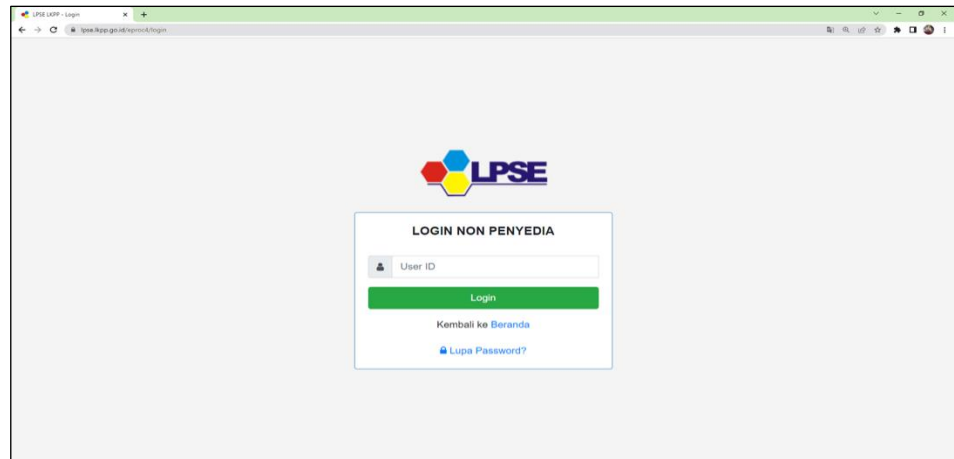 LPSE LKPP - Login
lpse.lkpp.go.id/eproc4/login
LPSE
LOGIN NON PENYEDIA
User ID
Login
Kembali ke Beranda
Lupa Password?